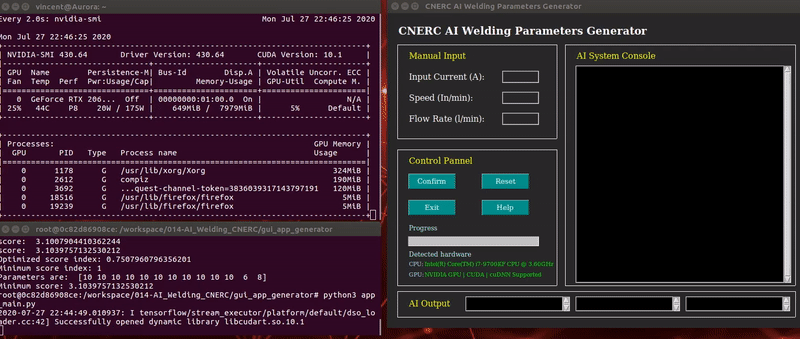 vincent@Aurora: ~
Every 2.0s: nvidia-smi Mon Jul 27 22:46:25 2020
Mon Jul 27 22:46:25 2020
| NVIDIA-SMI 430.64 Driver Version: 430.64 CUDA Version: 10.1 |
| GPU Name Persistence-M| Bus-Id Disp.A | Volatile Uncorr. ECC |
| Fan Temp Perf Pwr:Usage/Cap| Memory-Usage | GPU-Util Compute M. |
| 0 GeForce RTX 206... Off | 00000000:01:00.0 On | N/A |
| 25% 44C P8 20W / 175W | 649MiB / 7979MiB | 5% Default |
| Processes: GPU Memory |
| GPU PID Type Process name Usage |
| 0 1178 G /usr/lib/xorg/Xorg 324MiB |
| 0 2612 G compiz 190MiB |
| 0 3692 G ...quest-channel-token=3836039317143797191 120MiB |
| 0 18516 G /usr/lib/firefox/firefox 5MiB |
| 0 19239 G /usr/lib/firefox/firefox 5MiB |
root@0c82d86908ce: /workspace/014-AI_Welding_CNERC/gui_app_generator
score: 3.1007904410362244
score: 3.1039757132530212
Optimized score index: 0.7507960796356201
Minimum score index: 1
Parameters are: [10 10 10 10 10 10 10 10 10 10 10 6 8]
Minimum score: 3.1039757132530212
root@0c82d86908ce:/workspace/014-AI_Welding_CNERC/gui_app_generator# python3 app
_main.py
2020-07-27 22:44:49.010937: I tensorflow/stream_executor/platform/default/dso_lo
ader.cc:42] Successfully opened dynamic library libcudart.so.10.1
CNERC AI Welding Parameters Generator
CNERC AI Welding Parameters Generator
Manual Input
Input Current (A):
Speed (In/min):
Flow Rate (l/min):
Control Pannel
Confirm Reset
Exit Help
Progress
Detected hardware
CPU: Intel(R) Core(TM) i7-9700KF CPU @ 3.60GHz
GPU: NVIDIA GPU | CUDA | cuDNN Supported
AI System Console
AI Output